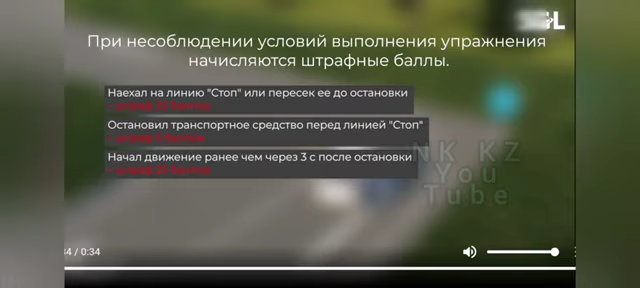 При несоблюдении условий выполнения упражнения
начисляются штрафные баллы.
Наехал на линию "Стоп" или пересек ее до остановки
Остановил транспортное средство перед линией "Стоп"
Начал движение ранее чем через 3 с после остановки
NK KZ
You
Tube
/ 0:34